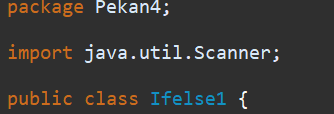 package Pekan4;
import java.util.Scanner;
public class Ifelse1 {